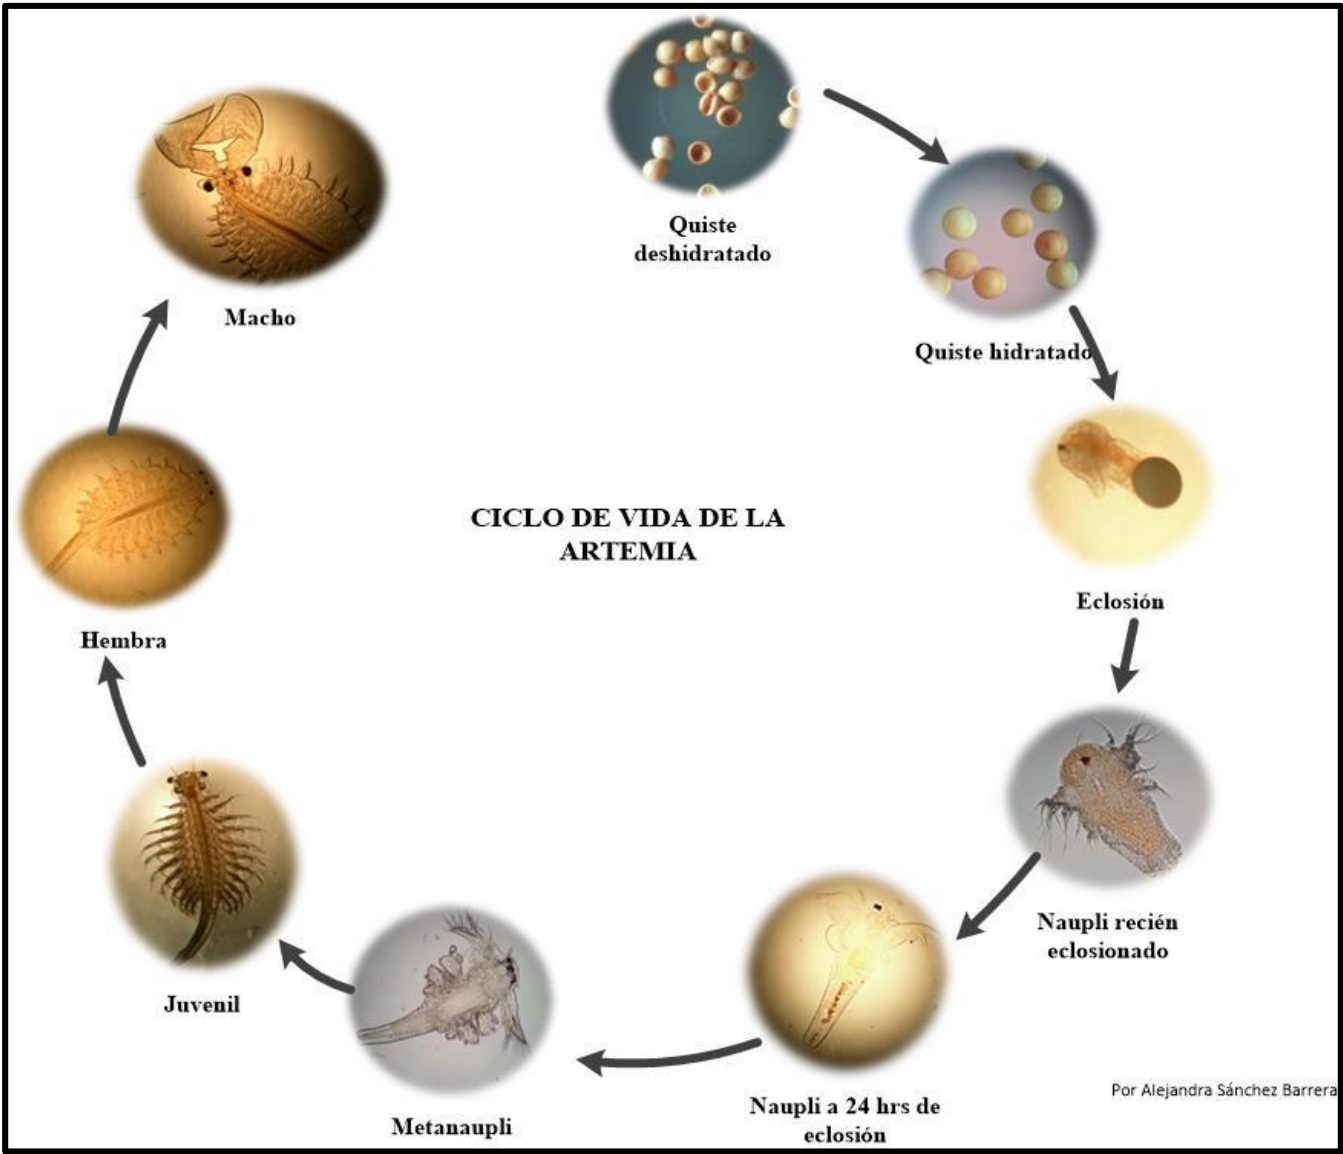 Quiste
deshidratado
Quiste hidratado
Eclosión
Naupli recién
eclosionado
Naupli a 24 hrs de
eclosión
Metanaupli
Juvenil
Hembra
Macho
CICLO DE VIDA DE LA
ARTEMIA
Por Alejandra Sánchez Barrera